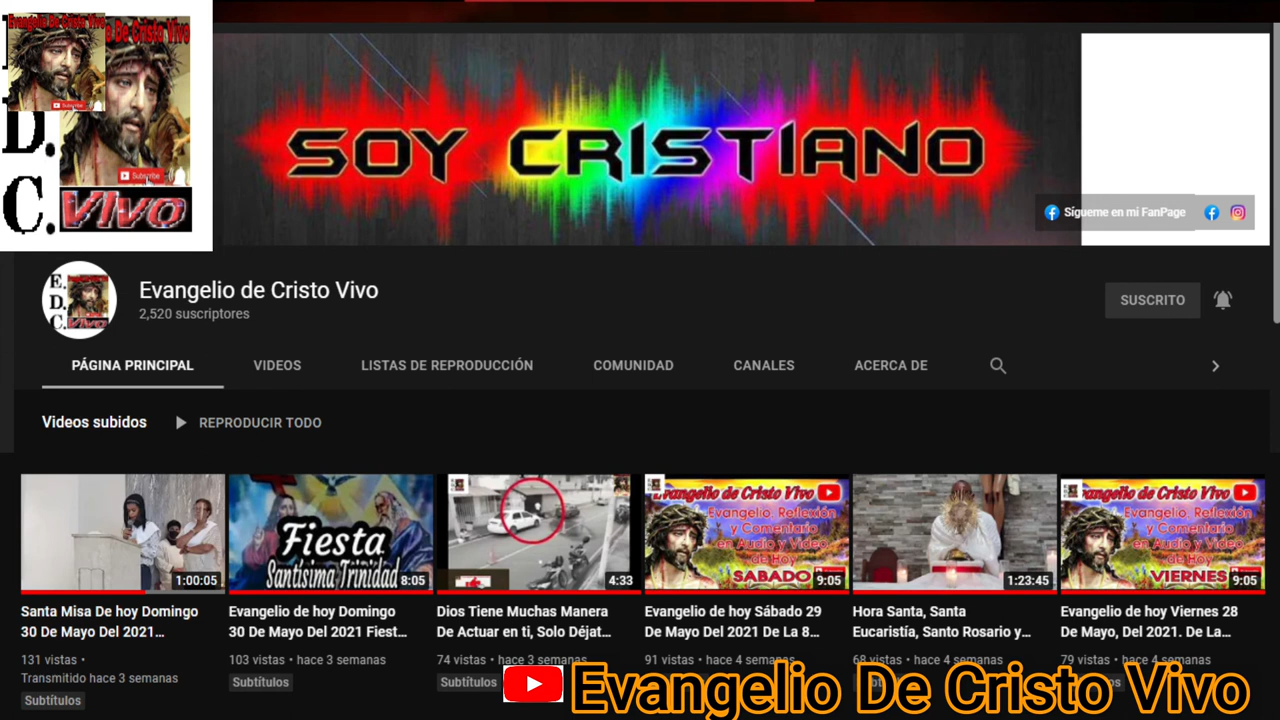 Evangelio De Cristo Vivo
De Cristo Vivo
Subscribe
Subscribe
D.
C. Vivo
SOY CRISTIANO
Sígueme en mi FanPage
E.
D.
C. Vivo
Evangelio de Cristo Vivo
2,520 suscriptores
SUSCRITO
PÁGINA PRINCIPAL VIDEOS LISTAS DE REPRODUCCIÓN COMUNIDAD CANALES ACERCA DE
Videos subidos REPRODUCIR TODO
1:00:05
Santa Misa De hoy Domingo
30 De Mayo Del 2021...
131 vistas •
Transmitido hace 3 semanas
Subtítulos
Fiesta
Santísima Trinidad
8:05
Evangelio de hoy Domingo
30 De Mayo Del 2021 Fiest...
103 vistas • hace 3 semanas
Subtítulos
4:33
Dios Tiene Muchas Manera
De Actuar en ti, Solo Déjat...
74 vistas • hace 3 semanas
Subtítulos
Evangelio de Cristo Vivo
Evangelio, Reflexión
y Comentario
en Audio y Video
de Hoy
SABADO
9:05
Evangelio de hoy Sábado 29
De Mayo Del 2021 De La 8...
91 vistas • hace 4 semanas
1:23:45
Hora Santa, Santa
Eucaristía, Santo Rosario y...
68 vistas • hace 4 semanas
Evangelio de Cristo Vivo
Evangelio, Reflexión
y Comentario
en Audio y Video
de Hoy
VIERNES
9:05
Evangelio de hoy Viernes 28
De Mayo, Del 2021. De La...
79 vistas • hace 4 semanas
Evangelio De Cristo Vivo